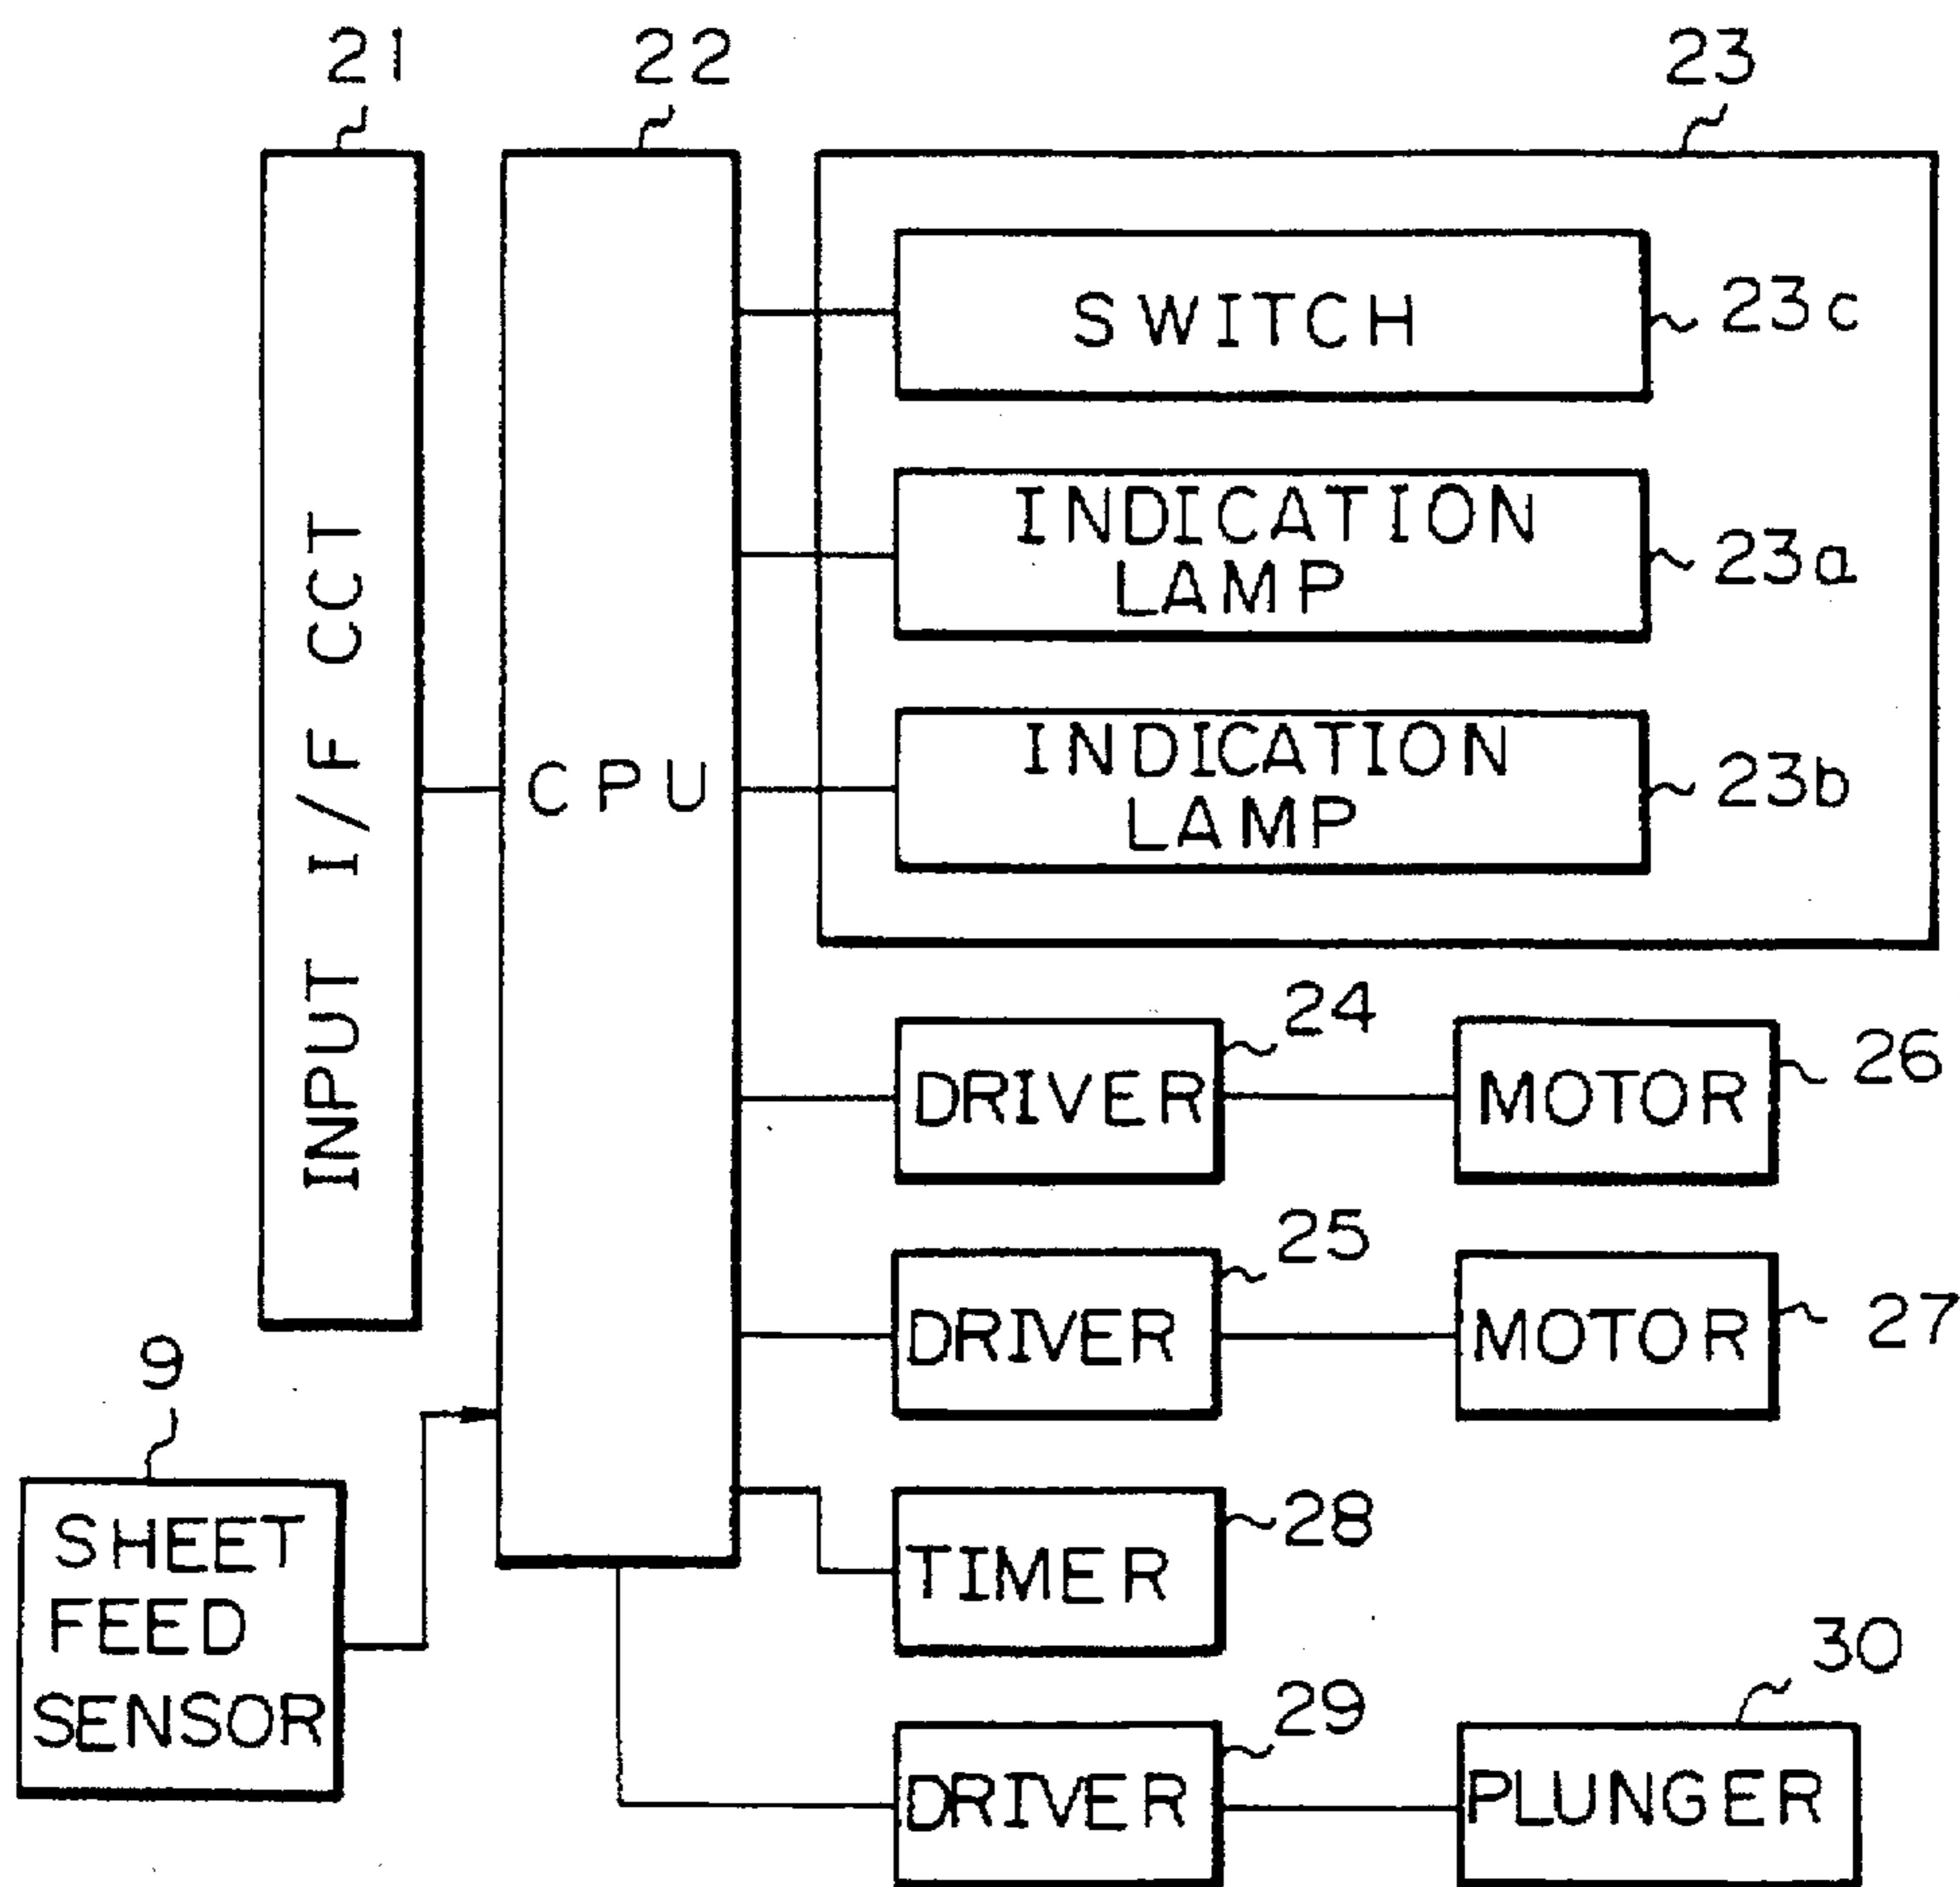 21
22
23
SWITCH
23c
INDICATION
LAMP
23a
INDICATION
LAMP
23b
INPUT I/F CCT
CPU
24
DRIVER
MOTOR
26
25
DRIVER
MOTOR
27
9
SHEET
FEED
SENSOR
28
TIMER
29
DRIVER
30
PLUNGER